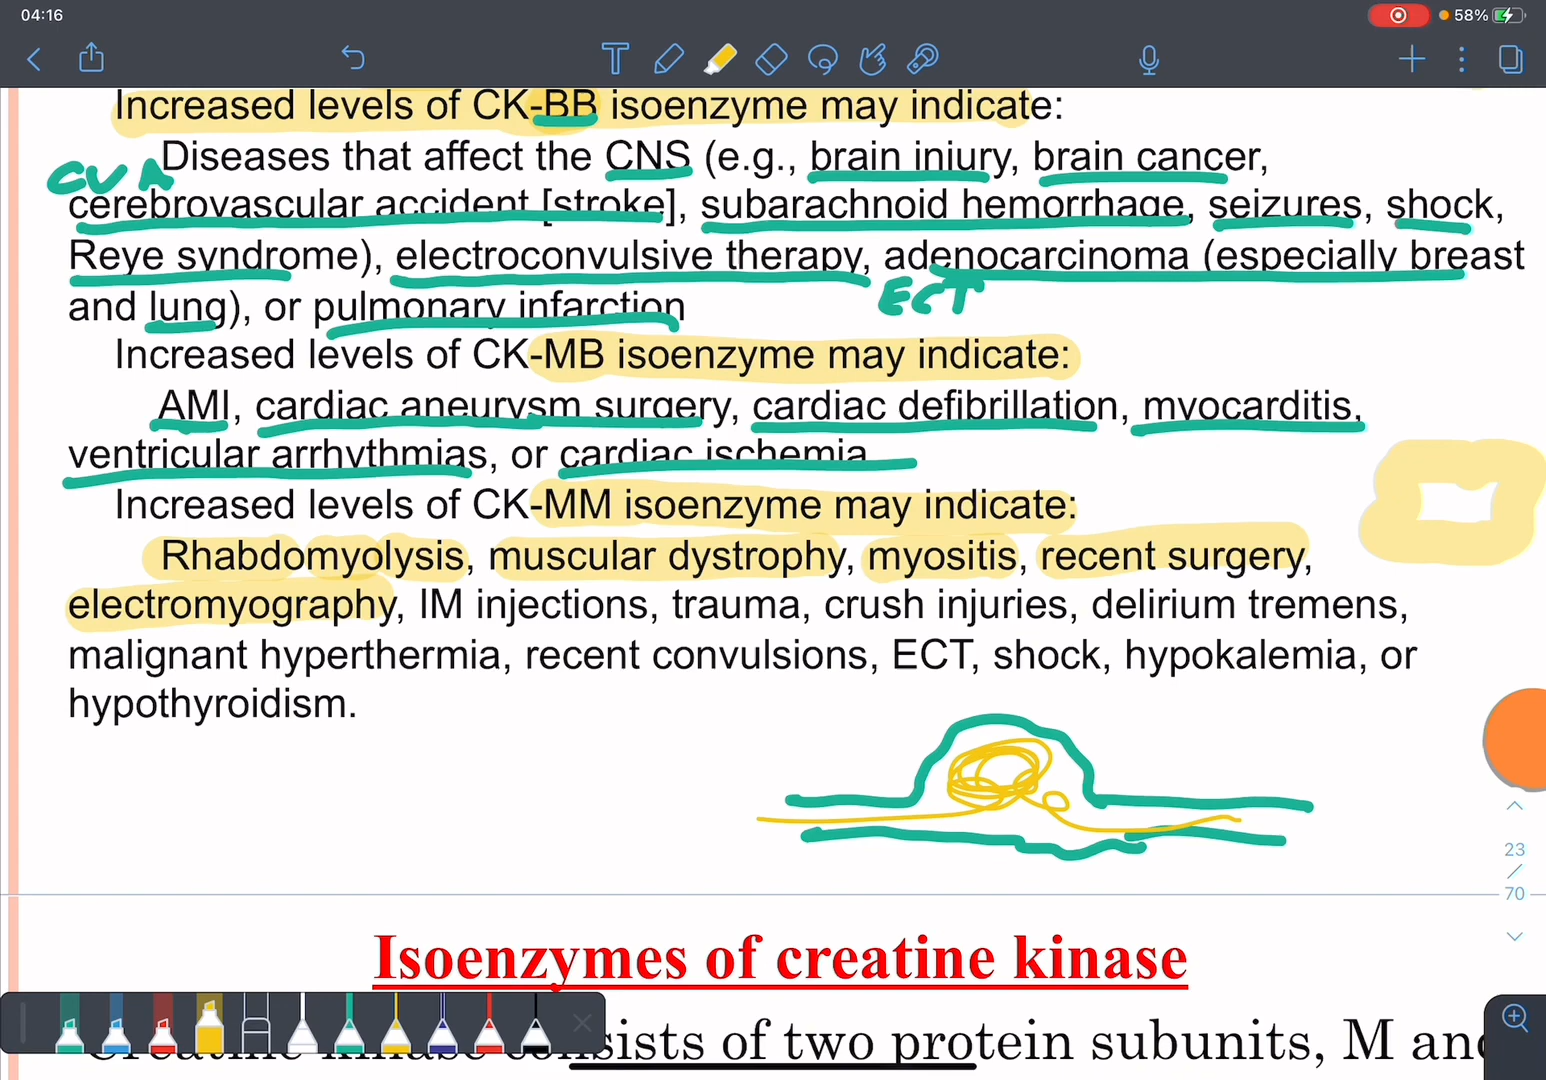 04:16
58%
Increased levels of CK-BB isoenzyme may indicate:
CVA
Diseases that affect the CNS (e.g., brain iniury, brain cancer,
cerebrovascular accident [stroke], subarachnoid hemorrhage, seizures, shock,
Reye syndrome), electroconvulsive therapy, adenocarcinoma (especially breast
and lung), or pulmonary infarction
ECT
Increased levels of CK-MB isoenzyme may indicate:
AMI, cardiac aneurysm surgery, cardiac defibrillation, myocarditis,
ventricular arrhythmias, or cardiac ischemia
Increased levels of CK-MM isoenzyme may indicate:
Rhabdomyolysis, muscular dystrophy, myositis, recent surgery,
electromyography, IM injections, trauma, crush injuries, delirium tremens,
malignant hyperthermia, recent convulsions, ECT, shock, hypokalemia, or
hypothyroidism.
23
/
70
Isoenzymes of creatine kinase
sists of two protein subunits, M and